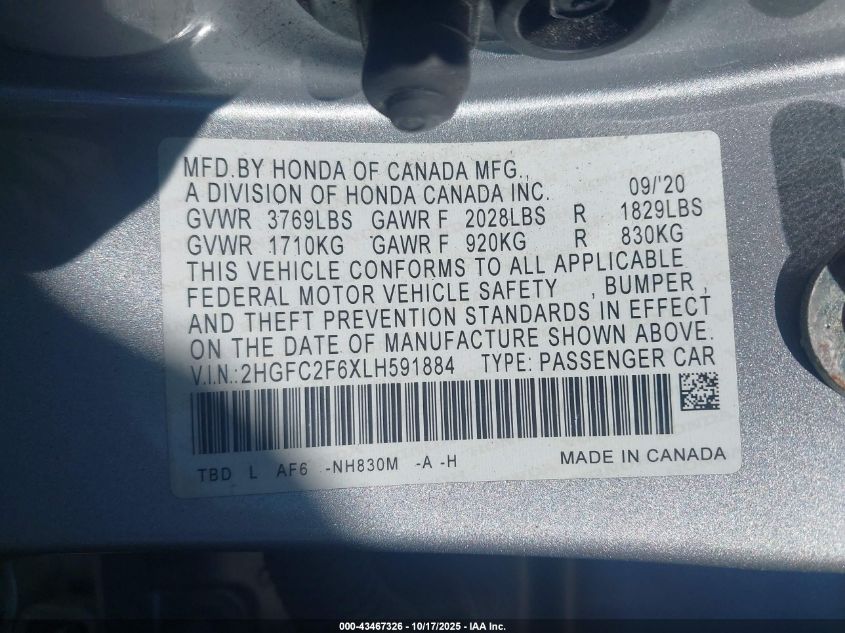 MFD.BY HONDA OF CANADA MFG.,
A DIVISION OF HONDA CANADA INC. 09/'20
GVWR 3769LBS GAWR F 2028LBS R 1829LBS
GVWR 1710KG GAWR F 920KG R 830KG
THIS VEHICLE CONFORMS TO ALL APPLICABLE
FEDERAL MOTOR VEHICLE SAFETY , BUMPER ,
AND THEFT PREVENTION STANDARDS IN EFFECT
ON THE DATE OF MANUFACTURE SHOWN ABOVE.
V.I.N.:2HGFC2F6XLH591884 TYPE: PASSENGER CAR
TBD L AF6 -NH830M -A -H MADE IN CANADA
000-43467326 - 10/17/2025 - IAA Inc.